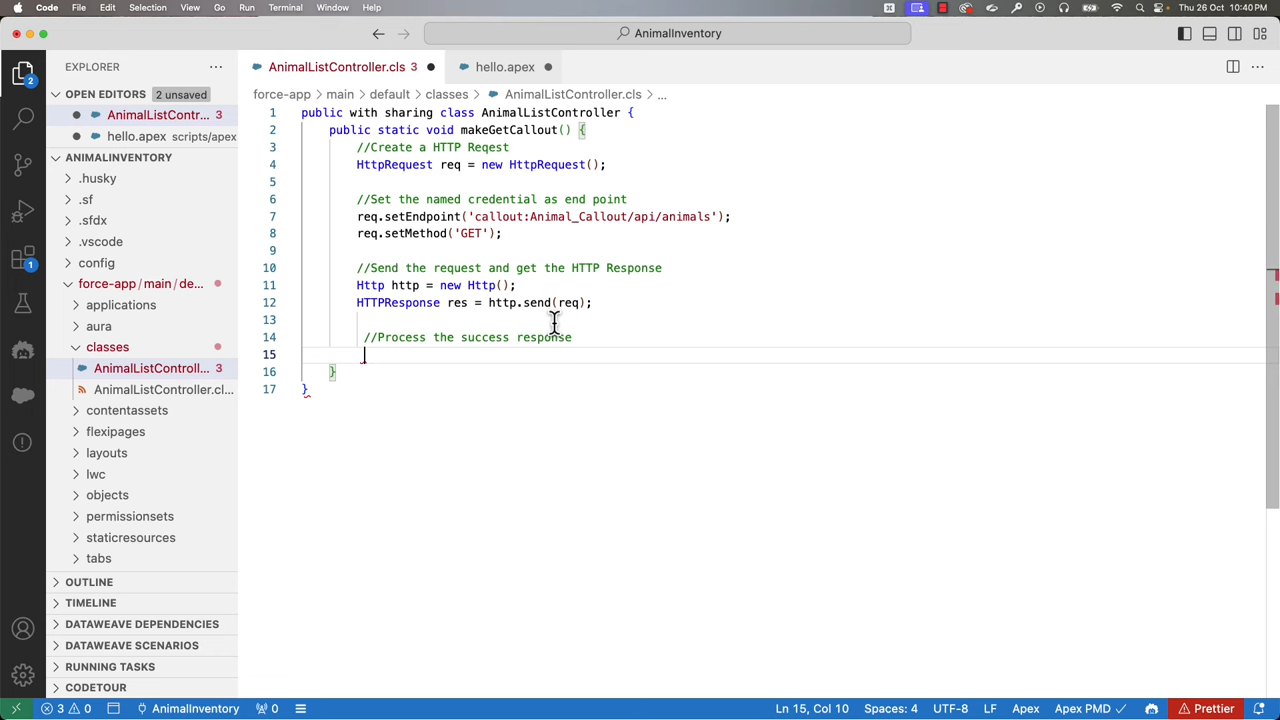 Code File Edit Selection View Go Run Terminal Window Help Thu 26 Oct 10:40 PM
AnimalInventory
EXPLORER
AnimalListController.cls 3
hello.apex
OPEN EDITORS 2 unsaved
force-app > main > default > classes > AnimalListController.cls > ...
AnimalListContr... 3
hello.apex scripts/apex
ANIMALINVENTORY
.husky
.sf
.sfdx
.vscode
config
force-app / main / de...
applications
aura
classes
AnimalListControll... 3
AnimalListController.cl...
contentassets
flexipages
layouts
lwc
objects
permissionsets
staticresources
tabs
OUTLINE
TIMELINE
DATAWEAVE DEPENDENCIES
DATAWEAVE SCENARIOS
RUNNING TASKS
CODETOUR
2
1
1 public with sharing class AnimalListController {
2 public static void makeGetCallout() {
3 //Create a HTTP Reqest
4 HttpRequest req = new HttpRequest();
5
6 //Set the named credential as end point
7 req.setEndpoint('callout:Animal_Callout/api/animals');
8 req.setMethod('GET');
9
10 //Send the request and get the HTTP Response
11 Http http = new Http();
12 HTTPResponse res = http.send(req);
13
14 //Process the success response
15
16 }
17 }
3 0 AnimalInventory 0 Ln 15, Col 10 Spaces: 4 UTF-8 LF Apex Apex PMD Prettier